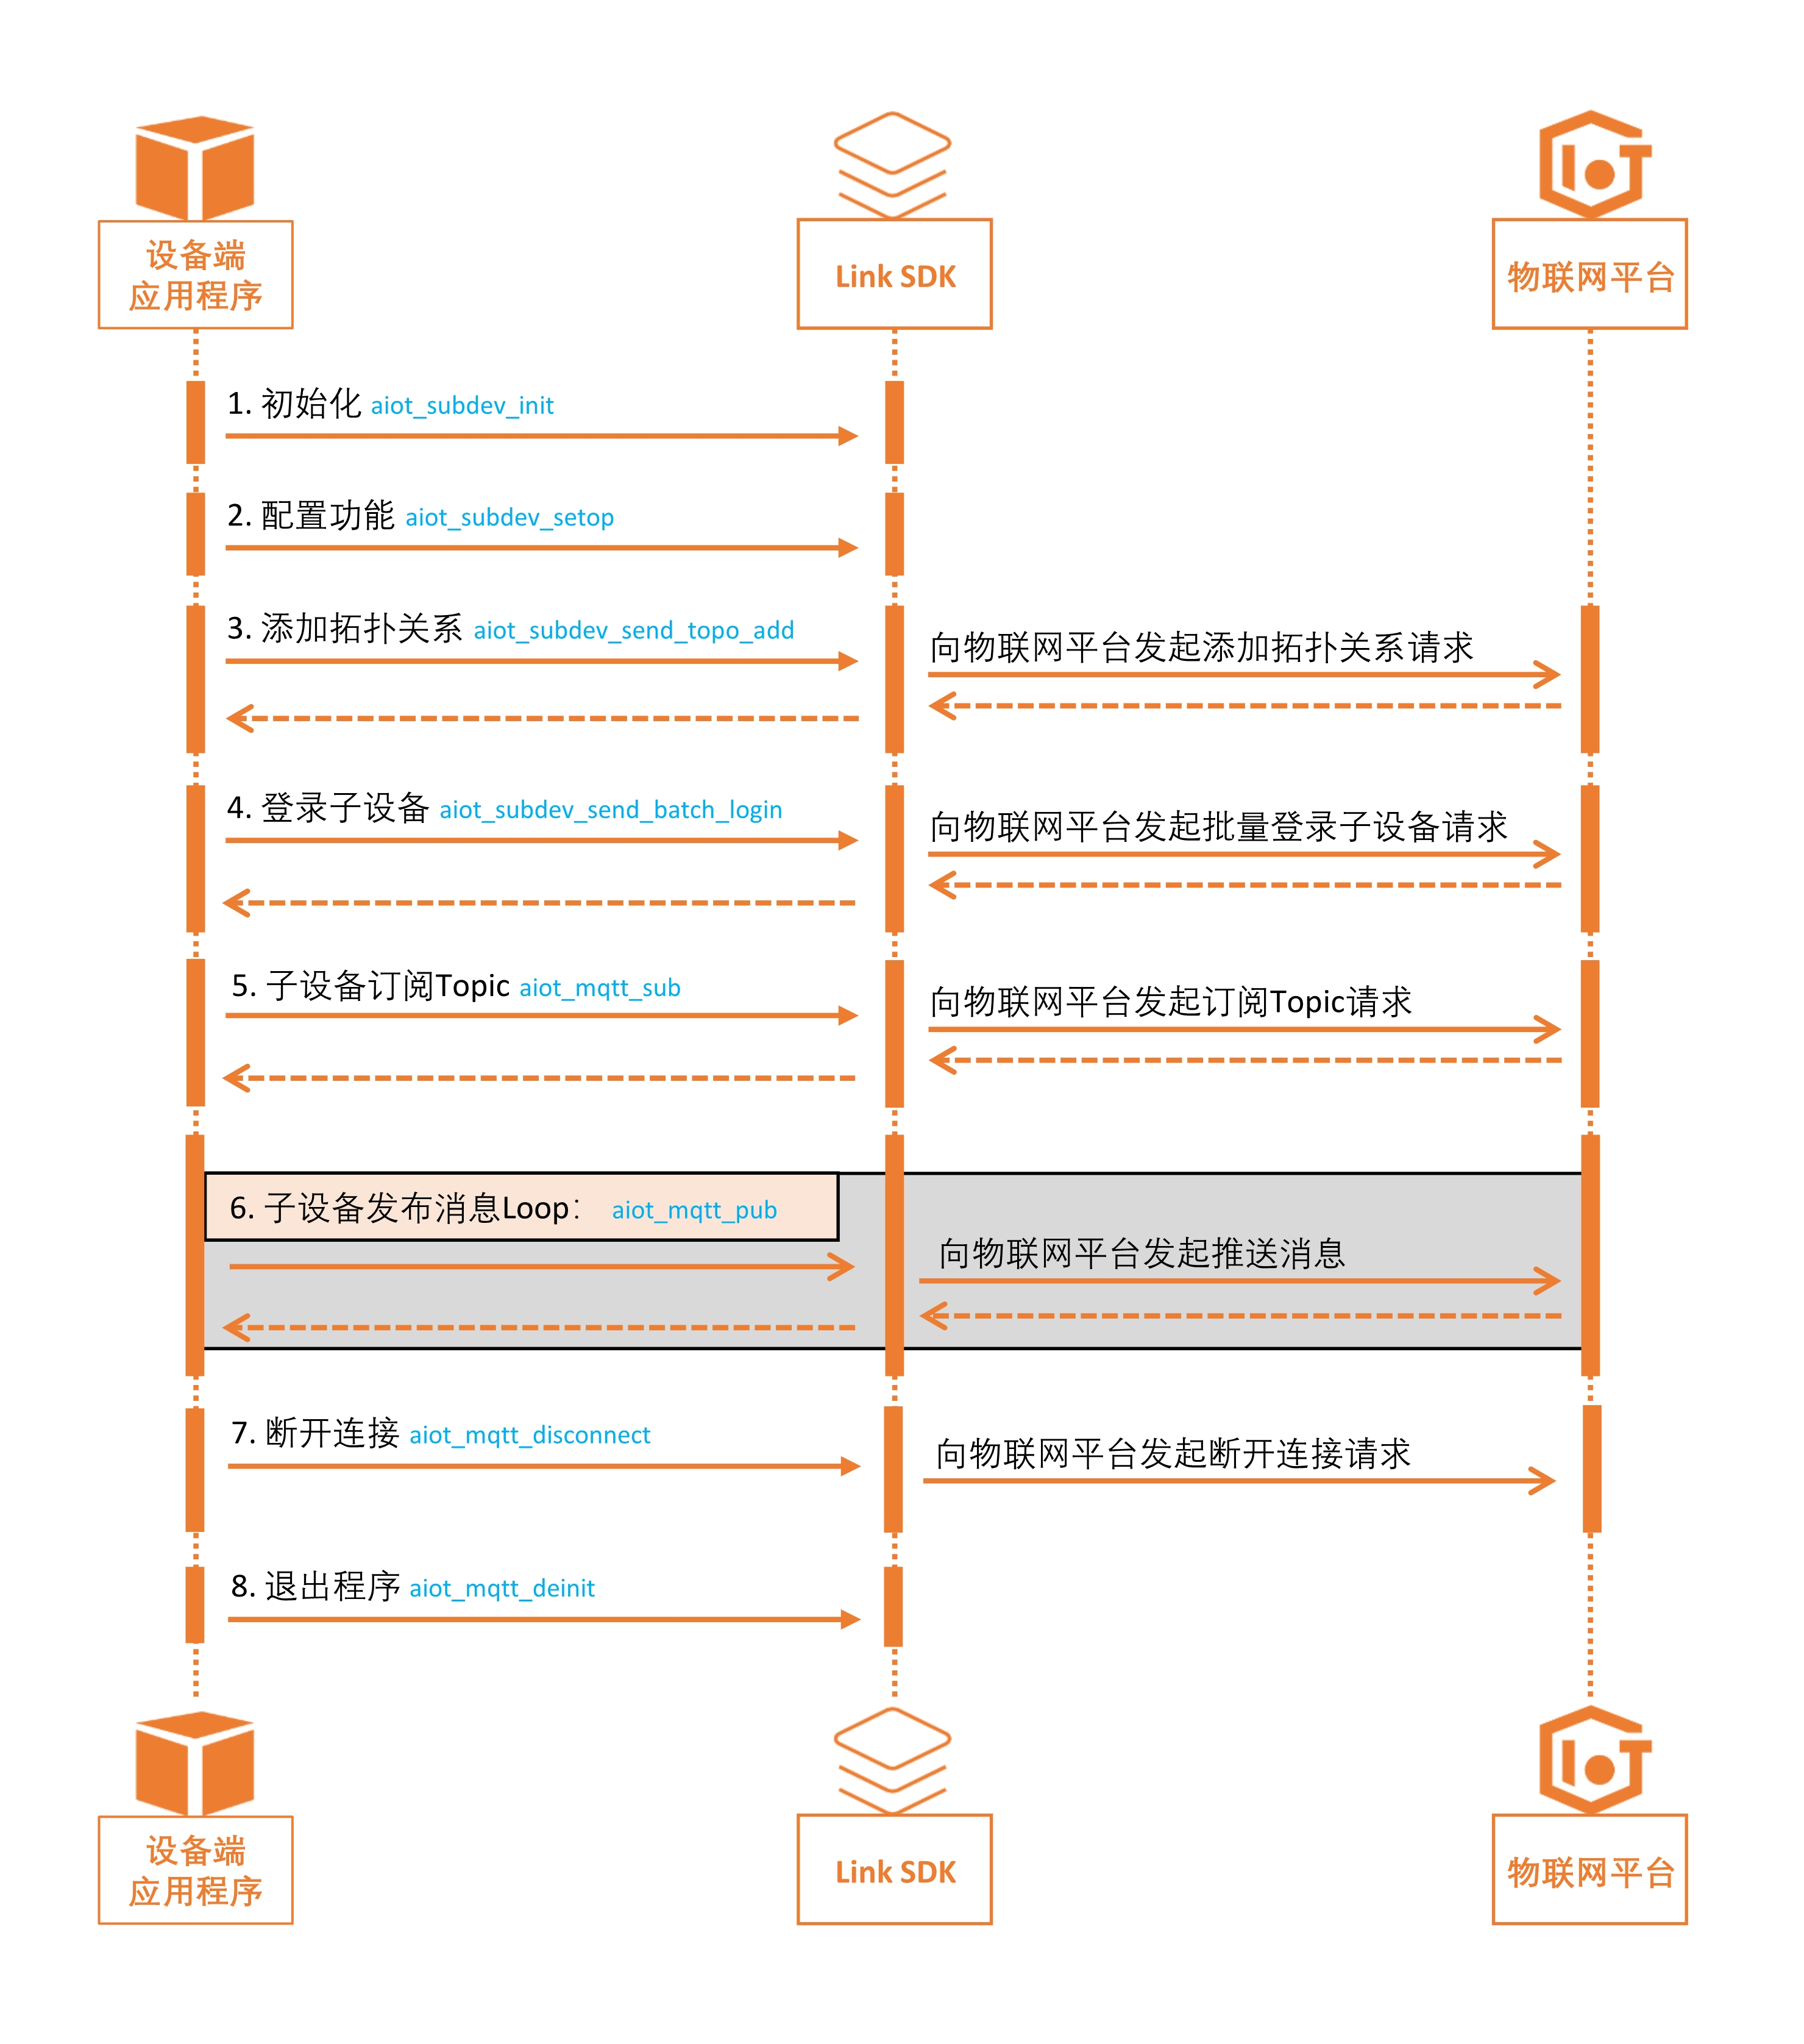 设备端
应用程序
Link SDK
物联网平台
1. 初始化 aiot_subdev_init
2. 配置功能 aiot_subdev_setop
3. 添加拓扑关系 aiot_subdev_send_topo_add
向物联网平台发起添加拓扑关系请求
4. 登录子设备 aiot_subdev_send_batch_login
向物联网平台发起批量登录子设备请求
5. 子设备订阅Topic aiot_mqtt_sub
向物联网平台发起订阅Topic请求
6. 子设备发布消息Loop： aiot_mqtt_pub
向物联网平台发起推送消息
7. 断开连接 aiot_mqtt_disconnect
向物联网平台发起断开连接请求
8. 退出程序 aiot_mqtt_deinit
设备端
应用程序
Link SDK
物联网平台